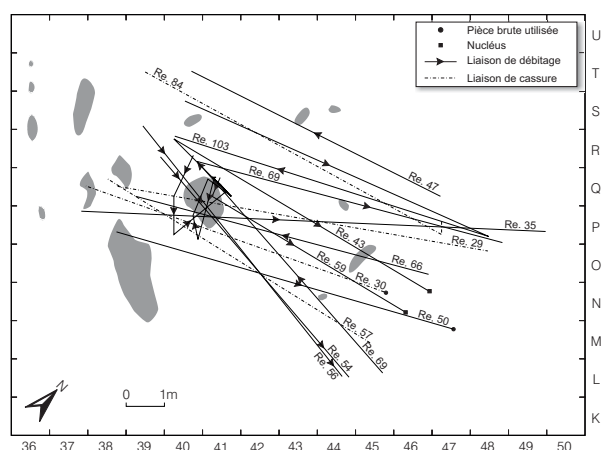 Pièce brute utilisée
Nucléus
Liaison de débitage
Liaison de cassure
U
T
S
R
Q
P
O
N
M
L
K
Re. 84
Re. 103
Re. 69
Re. 47
Re. 35
Re. 29
Re. 43
Re. 66
Re. 59
Re. 30
Re. 50
Re. 57
Re. 69
Re. 54
Re. 56
N
0 1m
36 37 38 39 40 41 42 43 44 45 46 47 48 49 50